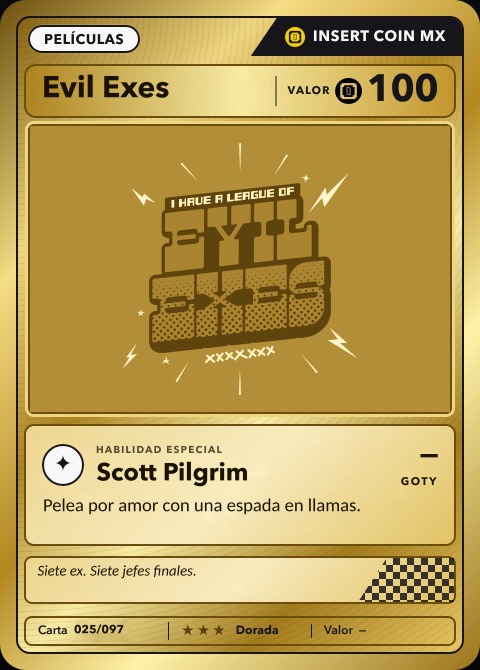 PELÍCULAS
INSERT COIN MX
Evil Exes
VALOR 100
I HAVE A LEAGUE OF
EVIL
EXES
XXXXXXX
HABILIDAD ESPECIAL
Scott Pilgrim
—
GOTY
Pelea por amor con una espada en llamas.
Siete ex. Siete jefes finales.
Carta 025/097 ★ ★ ★ Dorada Valor —